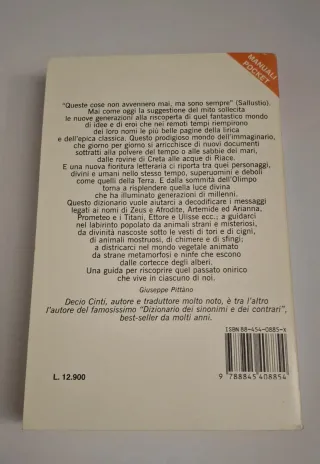 MANUALI
POCKET
"Queste cose non avvennero mai, ma sono sempre" (Sallustio).
Mai come oggi la suggestione del mito sollecita
le nuove generazioni alla riscoperta di quel fantastico mondo
di idee e di eroi che nei remoti tempi riempirono
dei loro nomi le più belle pagine della lirica
e dell'epica classica. Questo prodigioso mondo dell'immaginario,
che giorno per giorno si arricchisce di nuovi documenti
sottratti alla polvere del tempo o alle sabbie dei mari,
dalle rovine di Creta alle acque di Riace.
E una nuova fioritura letteraria ci riporta tra quei personaggi,
divini e umani nello stesso tempo, superuomini e deboli
come quelli della Terra. E dalla sommità dell'Olimpo
torna a risplendere quella luce divina
che ha illuminato generazioni di millenni.
Questo dizionario vuole aiutarci a decodificare i messaggi
legati ai nomi di Zeus e Afrodite, Artemide ed Arianna,
Prometeo e i Titani, Ettore e Ulisse ecc.; a guidarci
nel labirinto popolato da animali strani e misteriosi,
da divinità nascoste sotto le vesti di tori e di cigni,
di animali mostruosi, di chimere e di sfingi;
a districarci nel mondo vegetale animato
da strane metamorfosi e ninfe che escono
dalle cortecce degli alberi.
Una guida per riscoprire quel passato onirico
che vive in ciascuno di noi.
Giuseppe Pittàno
Decio Cinti, autore e traduttore molto noto, è tra l'altro
l'autore del famosissimo "Dizionario dei sinonimi e dei contrari",
best-seller da molti anni.
ISBN 88-454-0885-X
L. 12.900
9 788845 408854